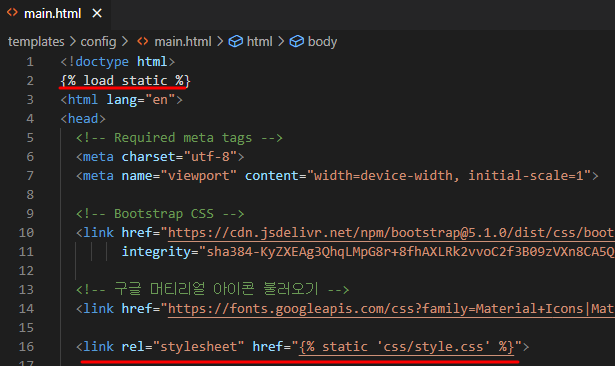 main.html ×
templates > config > main.html > html > body
1 <!doctype html>
2 {% load static %}
3 <html lang="en">
4 <head>
5 <!-- Required meta tags -->
6 <meta charset="utf-8">
7 <meta name="viewport" content="width=device-width, initial-scale=1">
8
9 <!-- Bootstrap CSS -->
10 <link href="https://cdn.jsdelivr.net/npm/bootstrap@5.1.0/dist/css/boot
11 integrity="sha384-KyZXEAg3QhqLMpG8r+8fhAXLRk2vvoC2f3B09zVXn8CA5Q
12
13 <!-- 구글 머티리얼 아이콘 불러오기 -->
14 <link href="https://fonts.googleapis.com/css?family=Material+Icons|Mat
15
16 <link rel="stylesheet" href="{% static 'css/style.css' %}">
17